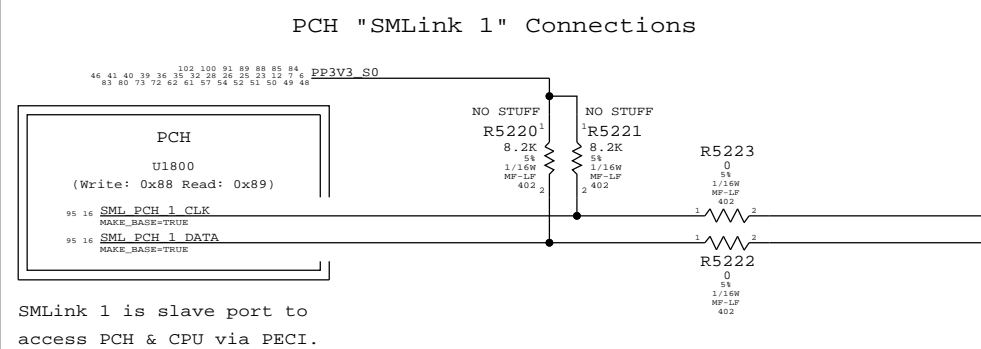 PCH "SMLink 1" Connections
102 100 91 89 88 85 84
46 41 40 39 36 35 32 28 26 25 23 12 7 6 PP3V3_S0
83 80 73 72 62 61 57 54 52 51 50 49 48
NO STUFF NO STUFF
R5220 1 1 R5221
8.2K 8.2K
5% 5%
1/16W 1/16W
MF-LF MF-LF
402 2 2 402
PCH
U1800
(Write: 0x88 Read: 0x89)
R5223
0
5%
1/16W
MF-LF
402
95 16 SML_PCH_1_CLK 1 2
MAKE_BASE=TRUE
95 16 SML_PCH_1_DATA 1 2
MAKE_BASE=TRUE
R5222
0
5%
1/16W
MF-LF
402
SMLink 1 is slave port to
access PCH & CPU via PECI.